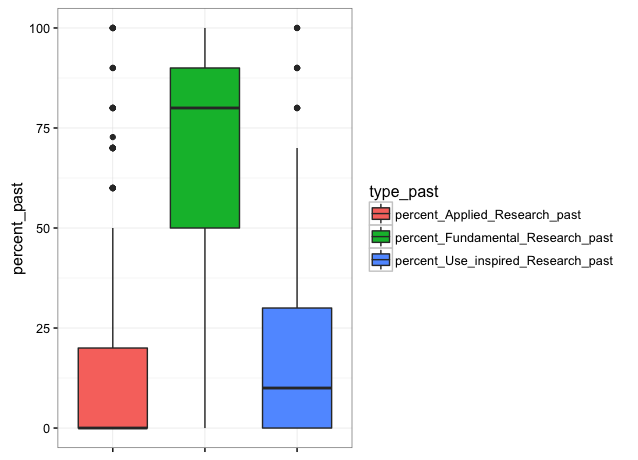 100
75
50
25
0
percent_past
type_past
percent_Applied_Research_past
percent_Fundamental_Research_past
percent_Use_inspired_Research_past